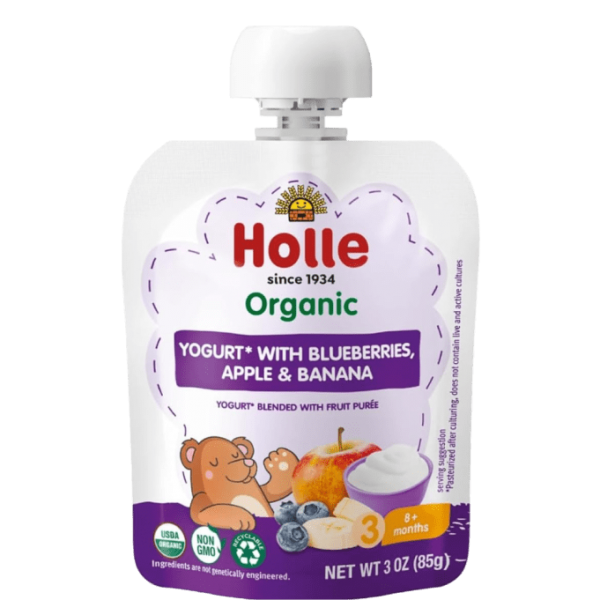 Holle
since 1934
Organic
YOGURT* WITH BLUEBERRIES,
APPLE & BANANA
YOGURT* BLENDED WITH FRUIT PURÉE
serving suggestion
*Pasteurized after culturing, does not contain live and active cultures
USDA
ORGANIC
NON
GMO
RECYCLABLE
3
8+
months
Ingredients are not genetically engineered.
NET WT 3 OZ (85g)